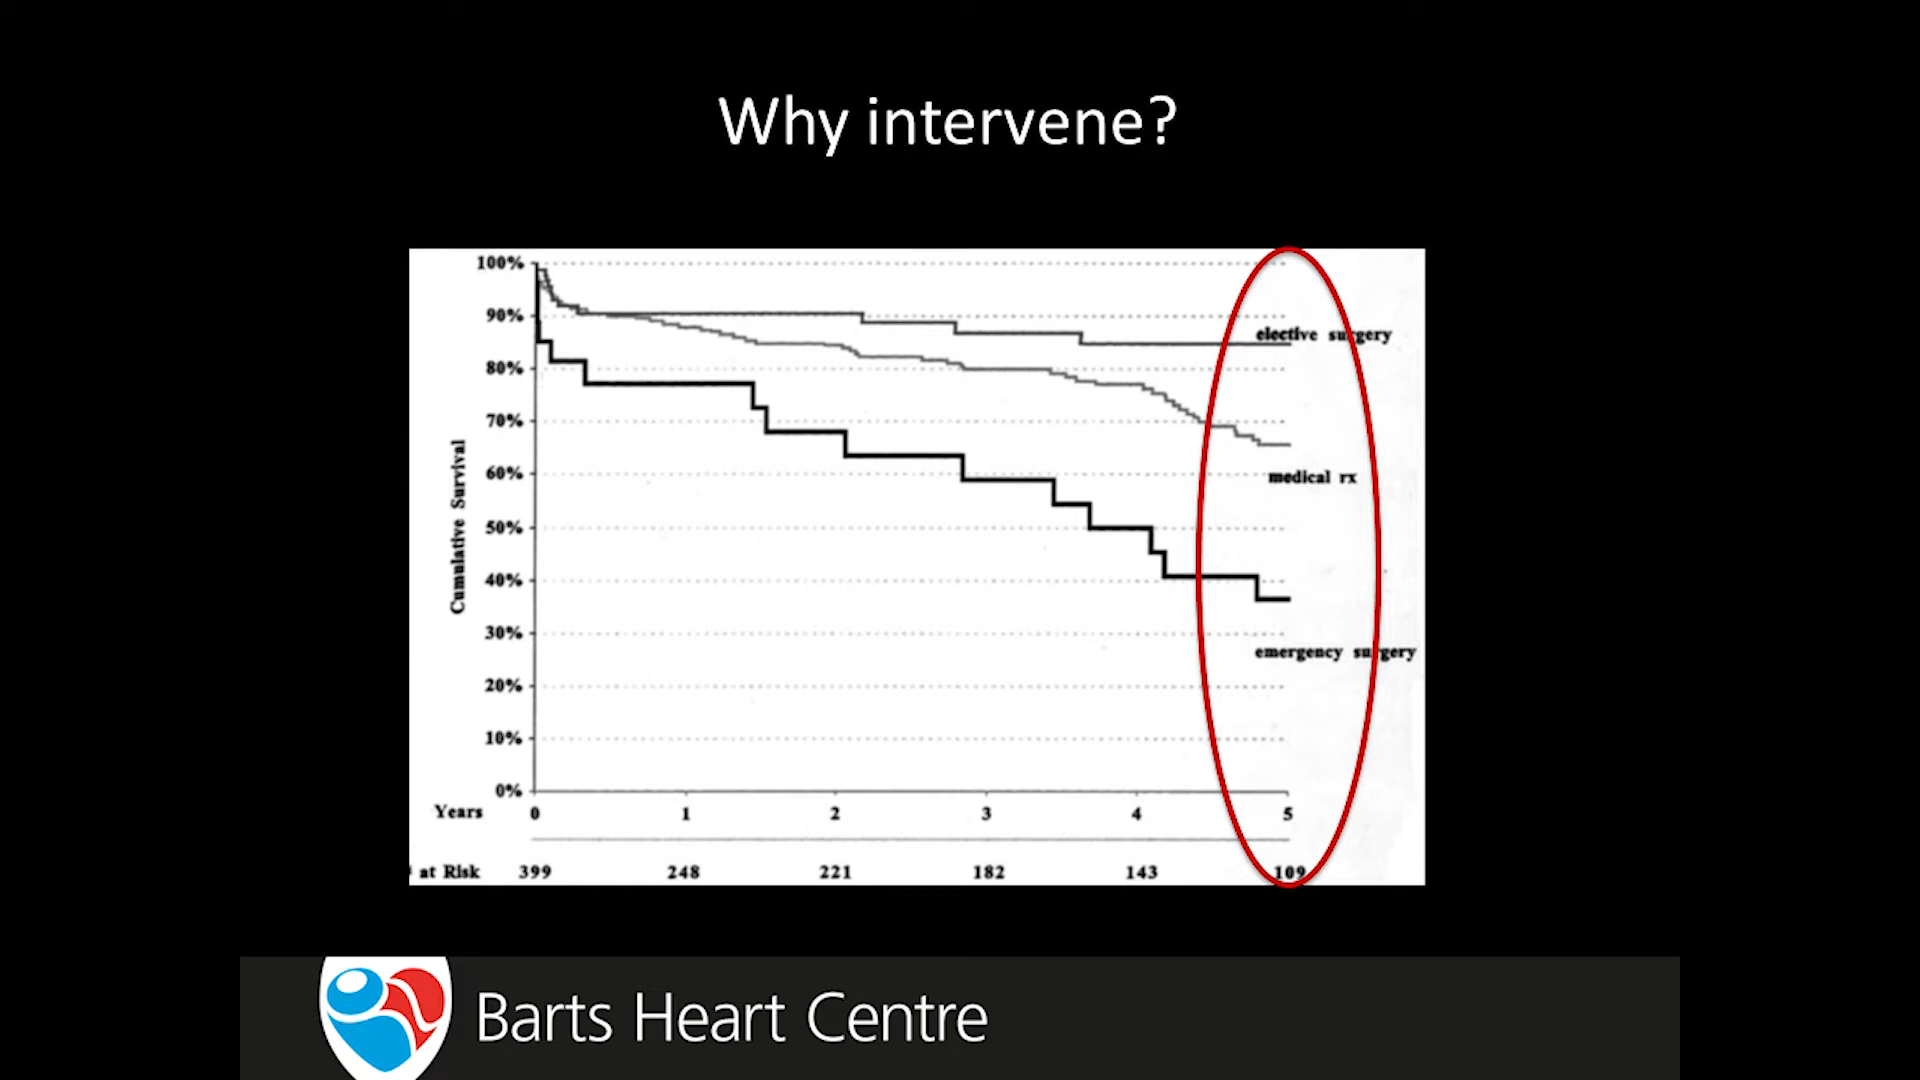 Why intervene?
100%
90%
80%
70%
60%
50%
40%
30%
20%
10%
0%
Cumulative Survival
elective surgery
medical rx
emergency surgery
Years 0 1 2 3 4 5
at Risk 399 248 221 182 143 109
Barts Heart Centre